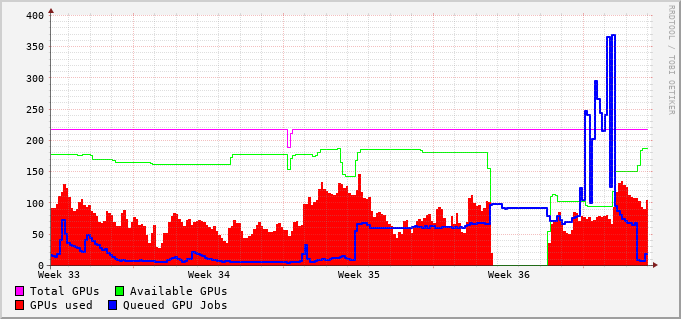 400
350
300
250
200
150
100
50
0
Week 33 Week 34 Week 35 Week 36
Total GPUs Available GPUs
GPUs used Queued GPU Jobs
RRDTOOL / TOBI OETIKER